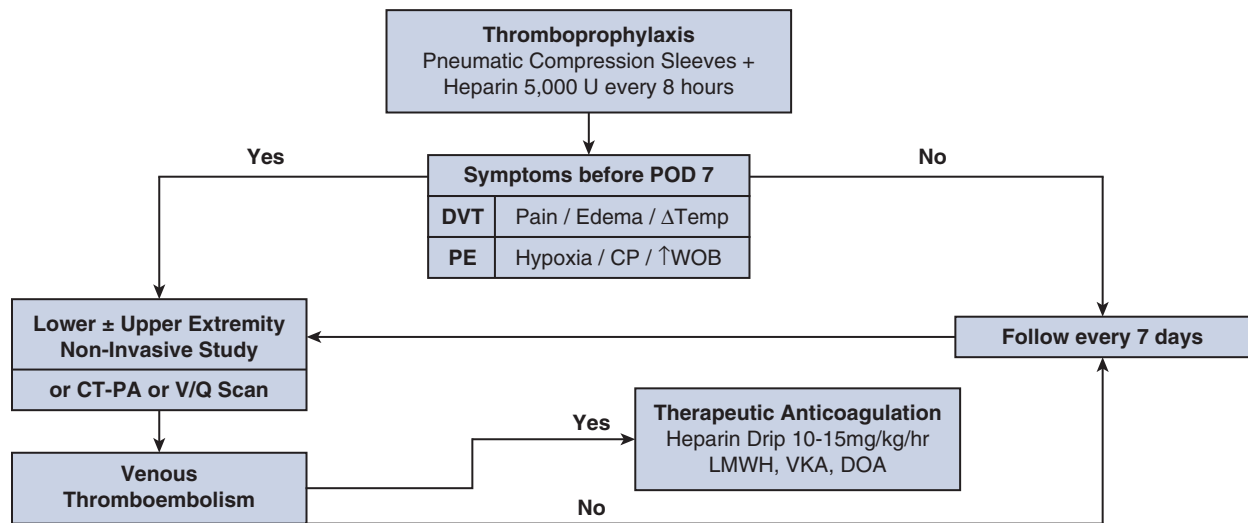 Thromboprophylaxis
Pneumatic Compression Sleeves +
Heparin 5,000 U every 8 hours
Yes
No
Symptoms before POD 7
DVT Pain / Edema / ΔTemp
PE Hypoxia / CP / ↑WOB
Lower ± Upper Extremity
Non-Invasive Study
or CT-PA or V/Q Scan
Follow every 7 days
Yes
Therapeutic Anticoagulation
Heparin Drip 10-15mg/kg/hr
LMWH, VKA, DOA
Venous
Thromboembolism
No